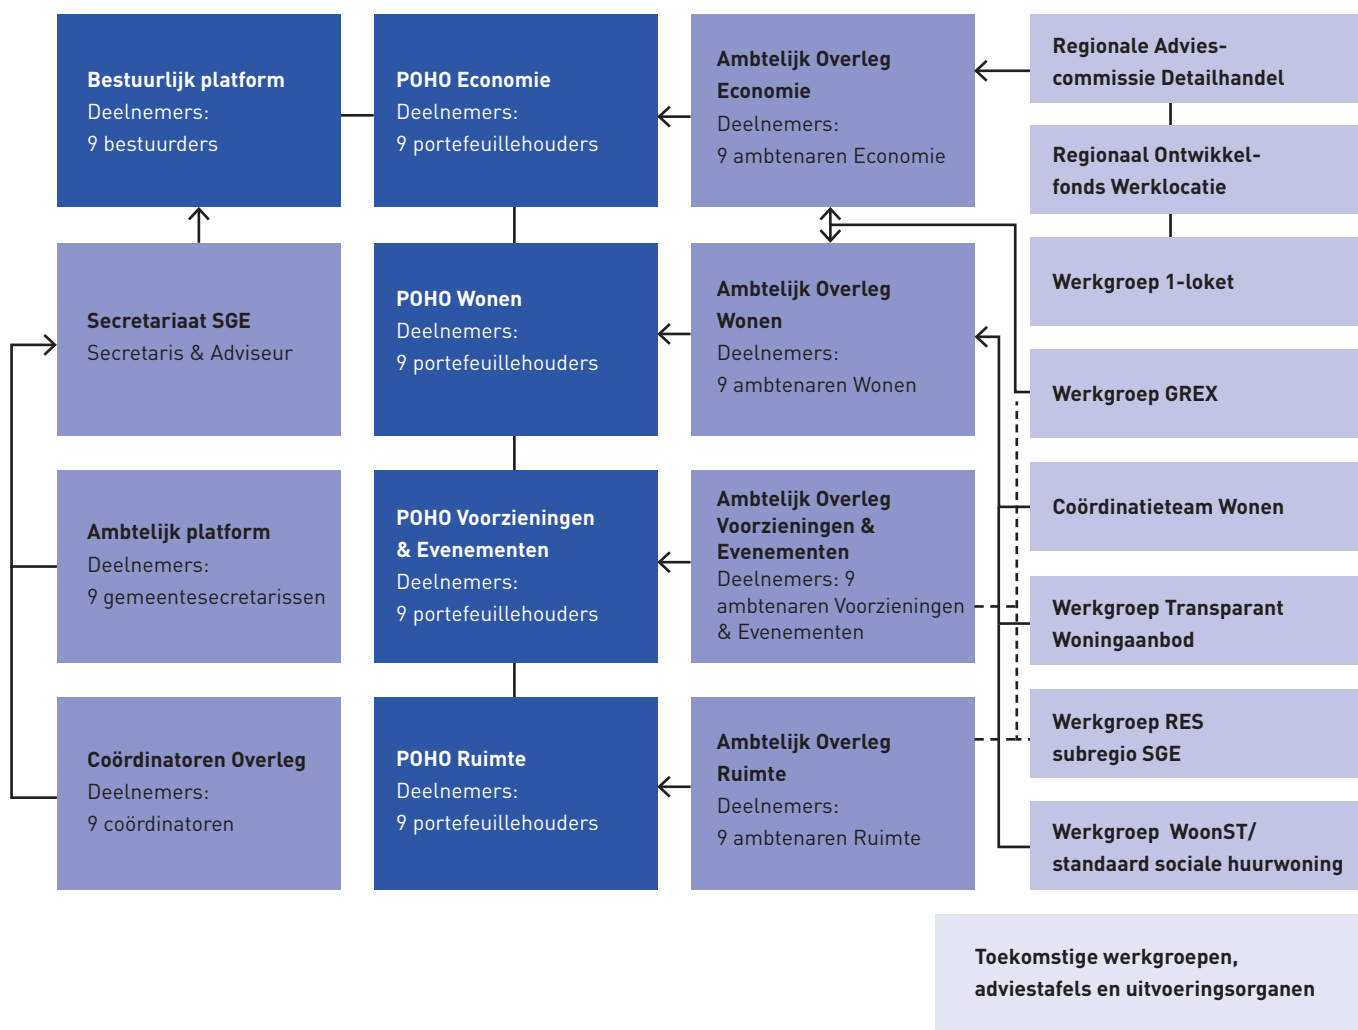 Bestuurlijk platform
Deelnemers:
9 bestuurders
Secretariaat SGE
Secretaris & Adviseur
Ambtelijk platform
Deelnemers:
9 gemeentesecretarissen
Coördinatoren Overleg
Deelnemers:
9 coördinatoren
POHO Economie
Deelnemers:
9 portefeuillehouders
POHO Wonen
Deelnemers:
9 portefeuillehouders
POHO Voorzieningen
& Evenementen
Deelnemers:
9 portefeuillehouders
POHO Ruimte
Deelnemers:
9 portefeuillehouders
Ambtelijk Overleg
Economie
Deelnemers:
9 ambtenaren Economie
Ambtelijk Overleg
Wonen
Deelnemers:
9 ambtenaren Wonen
Ambtelijk Overleg
Voorzieningen &
Evenementen
Deelnemers: 9
ambtenaren Voorzieningen
& Evenementen
Ambtelijk Overleg
Ruimte
Deelnemers:
9 ambtenaren Ruimte
Regionale Advies-
commissie Detailhandel
Regionaal Ontwikkel-
fonds Werklocatie
Werkgroep 1-loket
Werkgroep GREX
Coördinatieteam Wonen
Werkgroep Transparant
Woningaanbod
Werkgroep RES
subregio SGE
Werkgroep WoonST/
standaard sociale huurwoning
Toekomstige werkgroepen,
adviestafels en uitvoeringsorganen